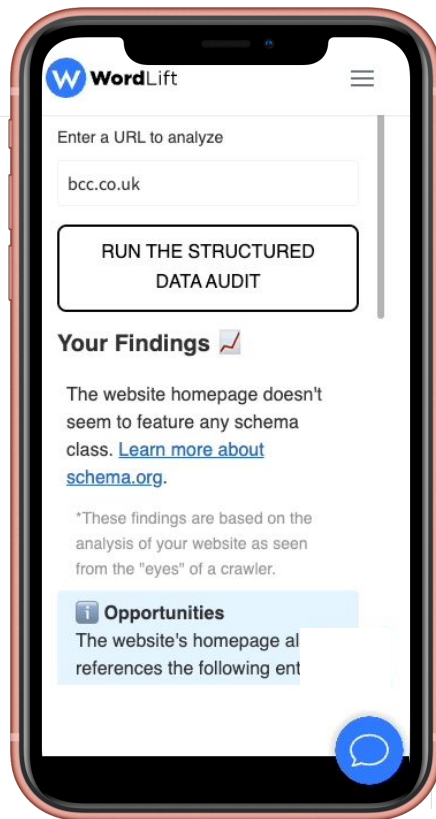 WordLift
Enter a URL to analyze
bcc.co.uk
RUN THE STRUCTURED
DATA AUDIT
Your Findings
The website homepage doesn't
seem to feature any schema
class. Learn more about
schema.org.
*These findings are based on the
analysis of your website as seen
from the "eyes" of a crawler.
Opportunities
The website's homepage al
references the following ent